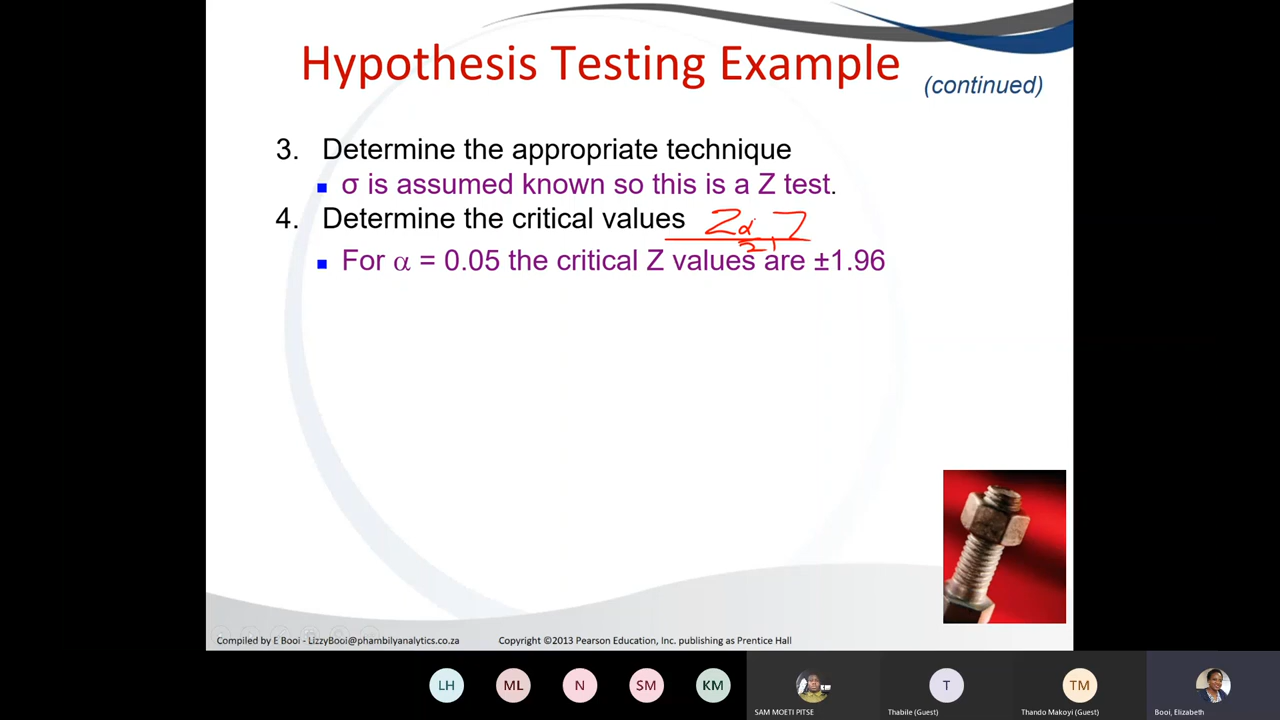 Hypothesis Testing Example
(continued)
3. Determine the appropriate technique
▪ σ is assumed known so this is a Z test.
4. Determine the critical values Zα
2
▪ For α = 0.05 the critical Z values are ±1.96
Compiled by E Booi - LizzyBooi@phambilyanalytics.co.za
Copyright ©2013 Pearson Education, Inc. publishing as Prentice Hall
LH
ML
N
SM
KM
T
TM
SAM MOETI PITSE
Thabile (Guest)
Thando Makoyi (Guest)
Booi, Elizabeth